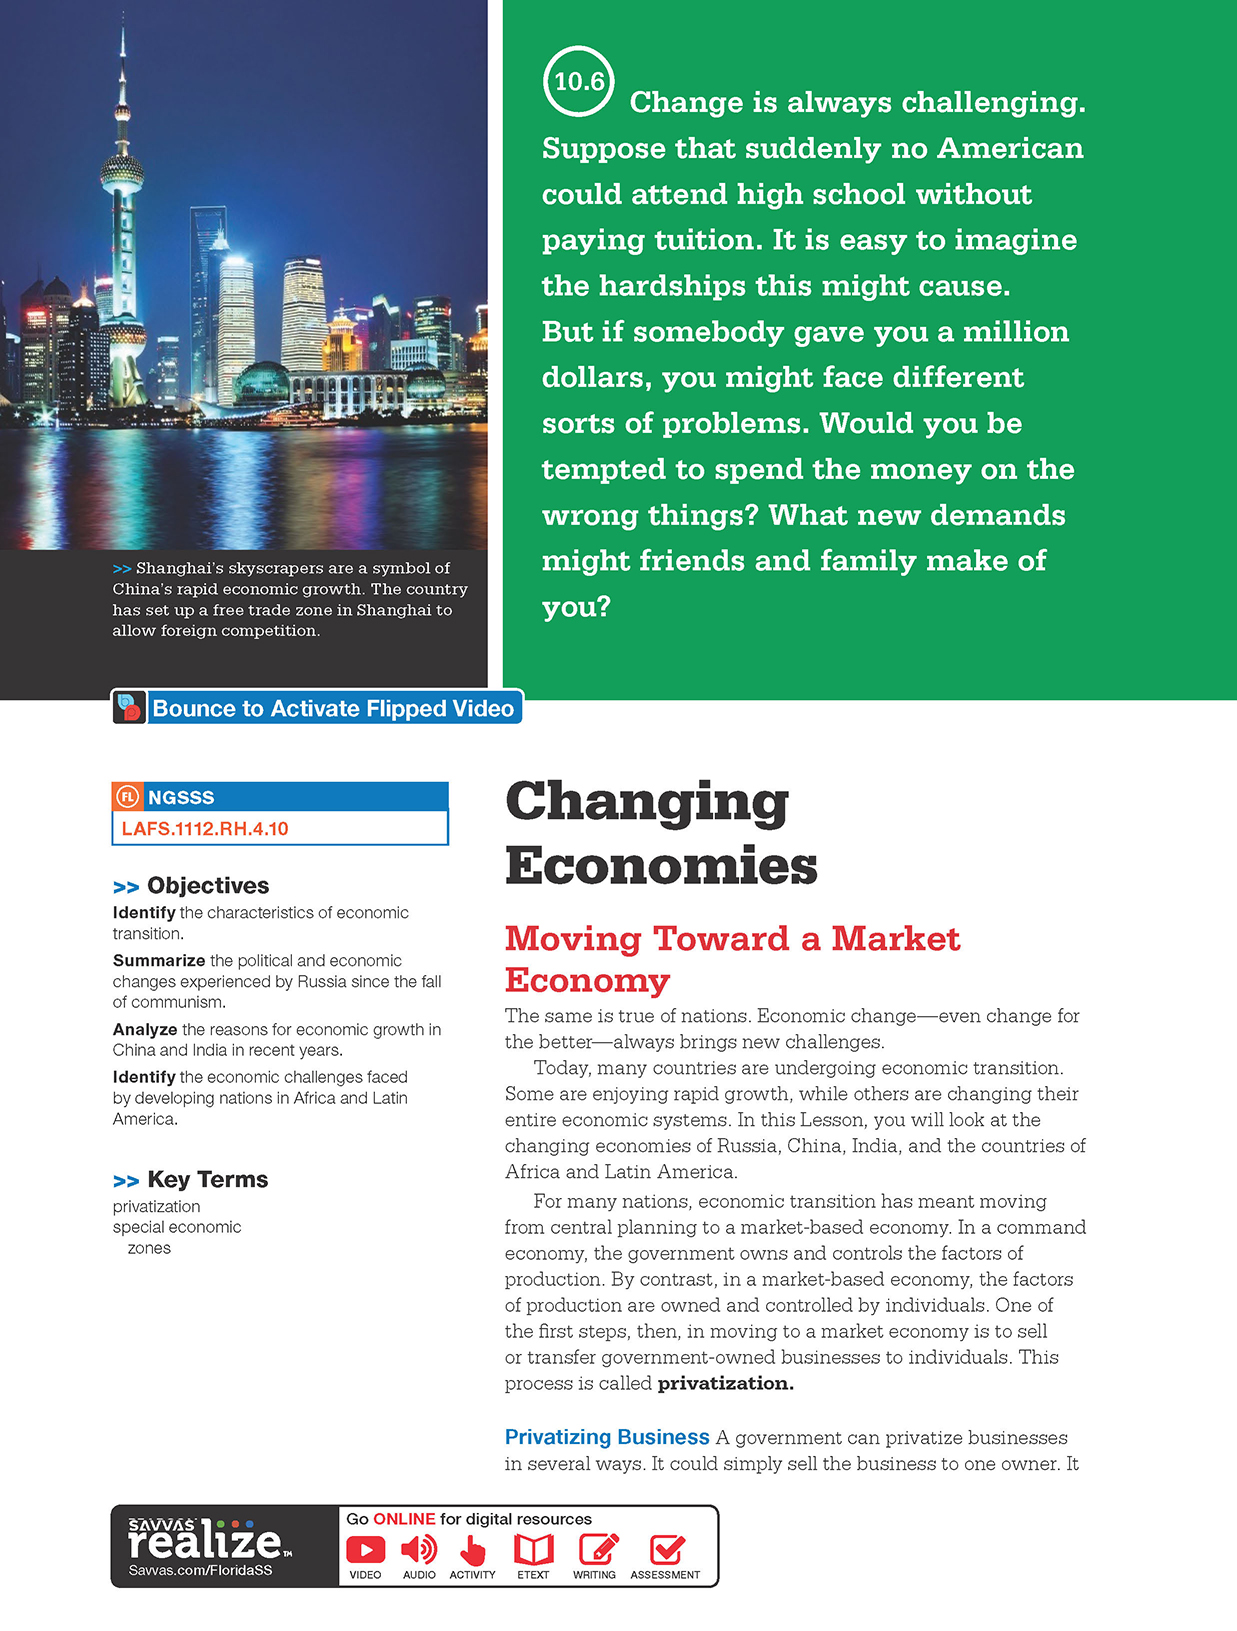 10.6
Change is always challenging.
Suppose that suddenly no American
could attend high school without
paying tuition. It is easy to imagine
the hardships this might cause.
But if somebody gave you a million
dollars, you might face different
sorts of problems. Would you be
tempted to spend the money on the
wrong things? What new demands
might friends and family make of
you?
>> Shanghai's skyscrapers are a symbol of
China's rapid economic growth. The country
has set up a free trade zone in Shanghai to
allow foreign competition.
Bounce to Activate Flipped Video
FL NGSSS
LAFS.1112.RH.4.10
>> Objectives
Identify the characteristics of economic
transition.
Summarize the political and economic
changes experienced by Russia since the fall
of communism.
Analyze the reasons for economic growth in
China and India in recent years.
Identify the economic challenges faced
by developing nations in Africa and Latin
America.
>> Key Terms
privatization
special economic
zones
Changing
Economies
Moving Toward a Market
Economy
The same is true of nations. Economic change—even change for
the better—always brings new challenges.
Today, many countries are undergoing economic transition.
Some are enjoying rapid growth, while others are changing their
entire economic systems. In this Lesson, you will look at the
changing economies of Russia, China, India, and the countries of
Africa and Latin America.
For many nations, economic transition has meant moving
from central planning to a market-based economy. In a command
economy, the government owns and controls the factors of
production. By contrast, in a market-based economy, the factors
of production are owned and controlled by individuals. One of
the first steps, then, in moving to a market economy is to sell
or transfer government-owned businesses to individuals. This
process is called privatization.
Privatizing Business A government can privatize businesses
in several ways. It could simply sell the business to one owner. It
SAVVAS
realize™
Savvas.com/FloridaSS
Go ONLINE for digital resources
VIDEO AUDIO ACTIVITY ETEXT WRITING ASSESSMENT